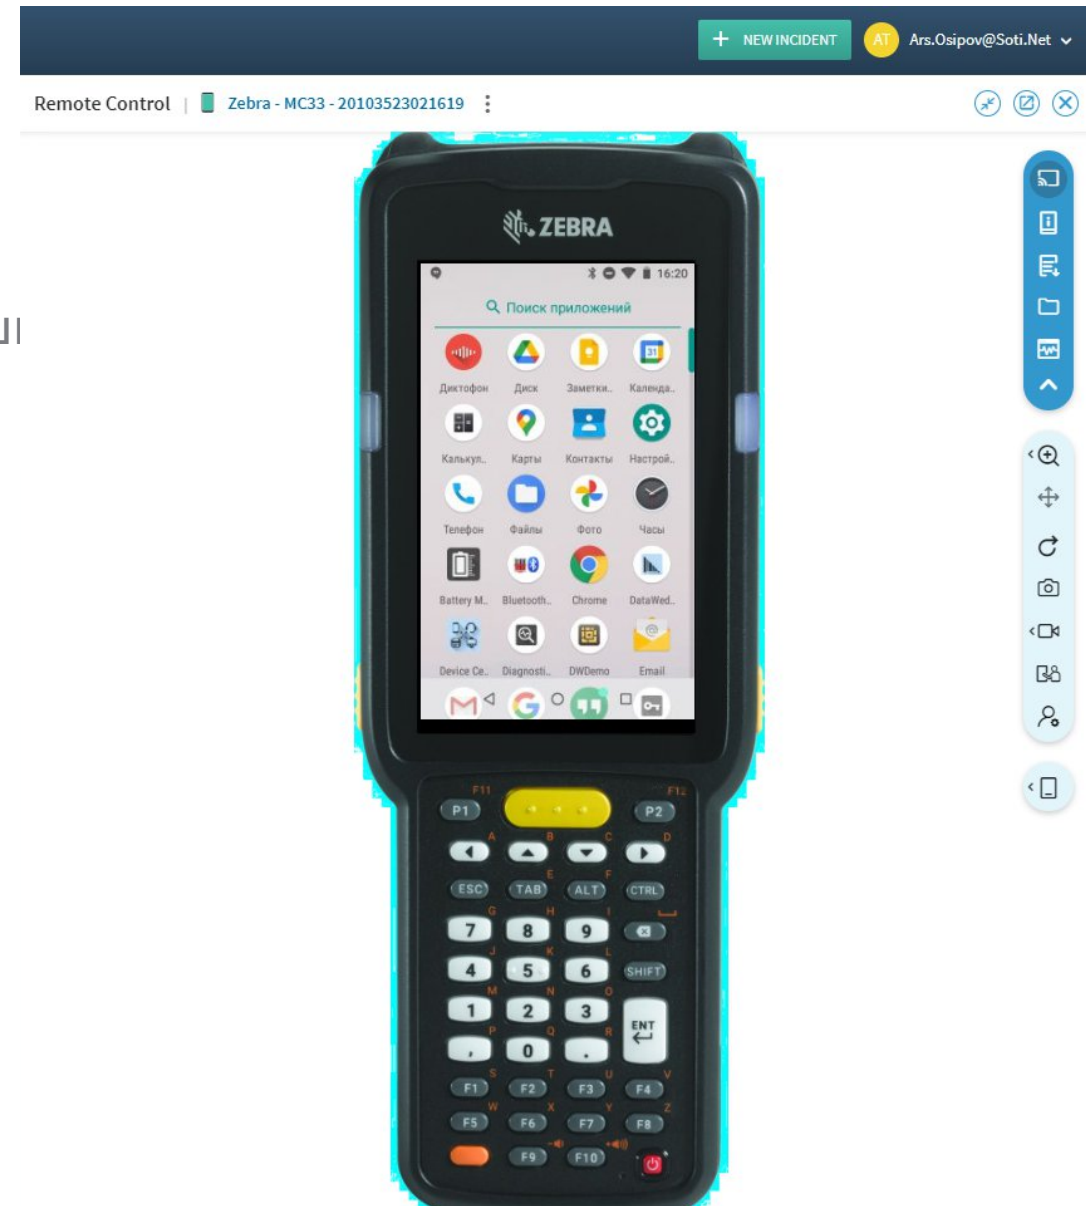 + NEW INCIDENT AT Ars.Osipov@Soti.Net
Remote Control | Zebra - MC33 - 20103523021619
ZEBRA
16:20
Поиск приложений
31
Диктофон Диск Заметки.. Календа..
Калькул.. Карты Контакты Настрой..
Телефон Файлы Фото Часы
Battery M.. Bluetooth.. Chrome DataWed..
Device Ce.. Diagnosti.. DWDemo Email
F11 F12
P1 P2
A B C D
E F
ESC TAB ALT CTRL
G H I
7 8 9
J K L
4 5 6 SHIFT
M N O
1 2 3 ENT
P Q R
, 0 .
S T U V
F1 F2 F3 F4
W X Y Z
F5 F6 F7 F8
F9 F10